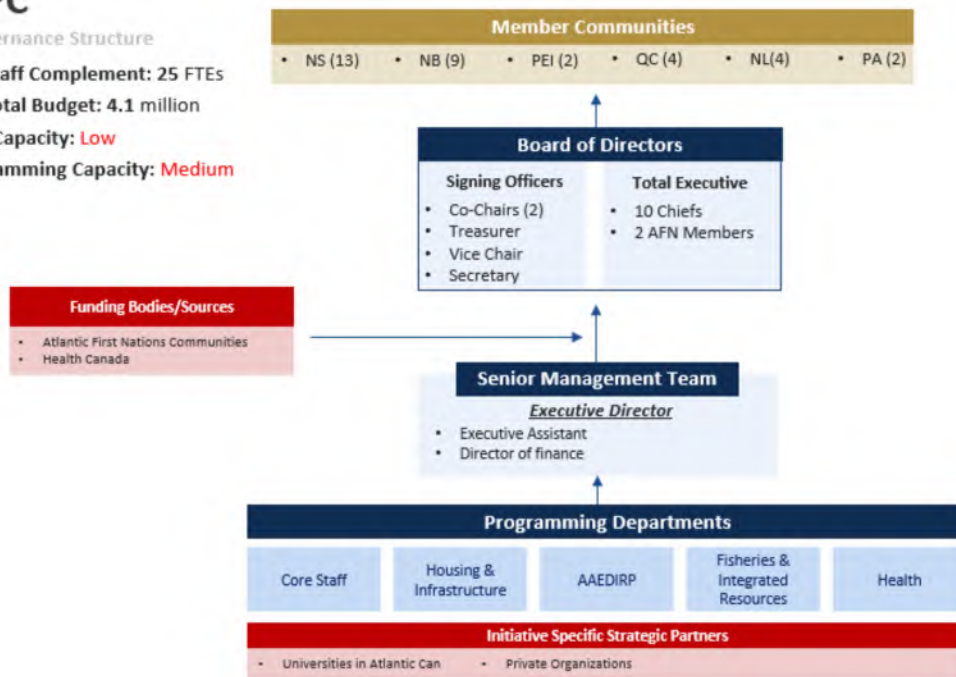 PC
ernance Structure
aff Complement: 25 FTEs
otal Budget: 4.1 million
Capacity: Low
amming Capacity: Medium
Member Communities
• NS (13) • NB (9) • PEI (2) • QC (4) • NL(4) • PA (2)
Board of Directors
Signing Officers
• Co-Chairs (2)
• Treasurer
• Vice Chair
• Secretary
Total Executive
• 10 Chiefs
• 2 AFN Members
Funding Bodies/Sources
• Atlantic First Nations Communities
• Health Canada
Senior Management Team
Executive Director
• Executive Assistant
• Director of finance
Programming Departments
Core Staff
Housing &
Infrastructure
AAEDIRP
Fisheries &
Integrated
Resources
Health
Initiative Specific Strategic Partners
• Universities in Atlantic Can • Private Organizations